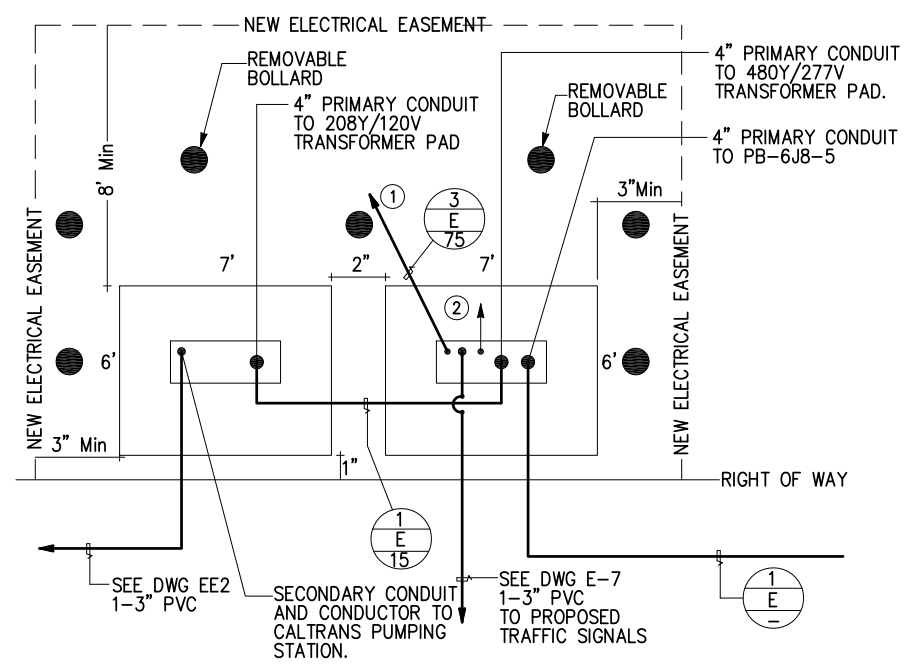 NEW ELECTRICAL EASEMENT
REMOVABLE
BOLLARD
4” PRIMARY CONDUIT
TO 208Y/120V
TRANSFORMER PAD
REMOVABLE
BOLLARD
4” PRIMARY CONDUIT
TO 480Y/277V
TRANSFORMER PAD.
4” PRIMARY CONDUIT
TO PB-6J8-5
8' Min
1
3
E
75
3”Min
7'
2”
7'
2
NEW ELECTRICAL EASEMENT
6'
6'
NEW ELECTRICAL EASEMENT
3” Min
1”
RIGHT OF WAY
1
E
15
SEE DWG EE2
1-3” PVC
SECONDARY CONDUIT
AND CONDUCTOR TO
CALTRANS PUMPING
STATION.
SEE DWG E-7
1-3” PVC
TO PROPOSED
TRAFFIC SIGNALS
1
E
-